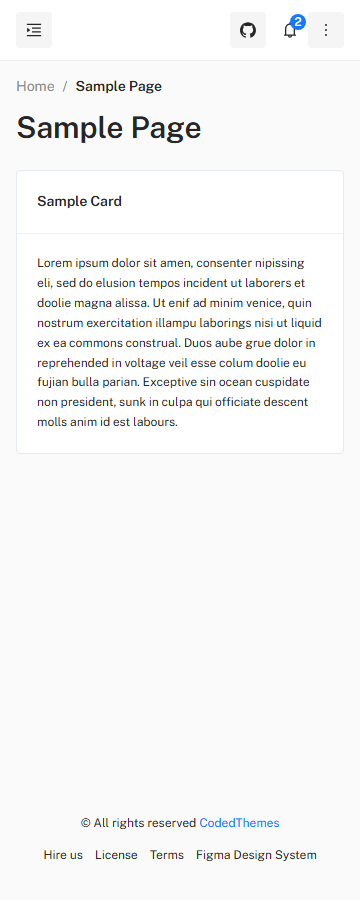 2
Home / Sample Page
Sample Page
Sample Card
Lorem ipsum dolor sit amen, consenter nipissing
eli, sed do elusion tempos incident ut laborers et
doolie magna alissa. Ut enif ad minim venice, quin
nostrum exercitation illampu laborings nisi ut liquid
ex ea commons construal. Duos aube grue dolor in
reprehended in voltage veil esse colum doolie eu
fujian bulla parian. Exceptive sin ocean cuspidate
non president, sunk in culpa qui officiate descent
molls anim id est labours.
© All rights reserved CodedThemes
Hire us License Terms Figma Design System